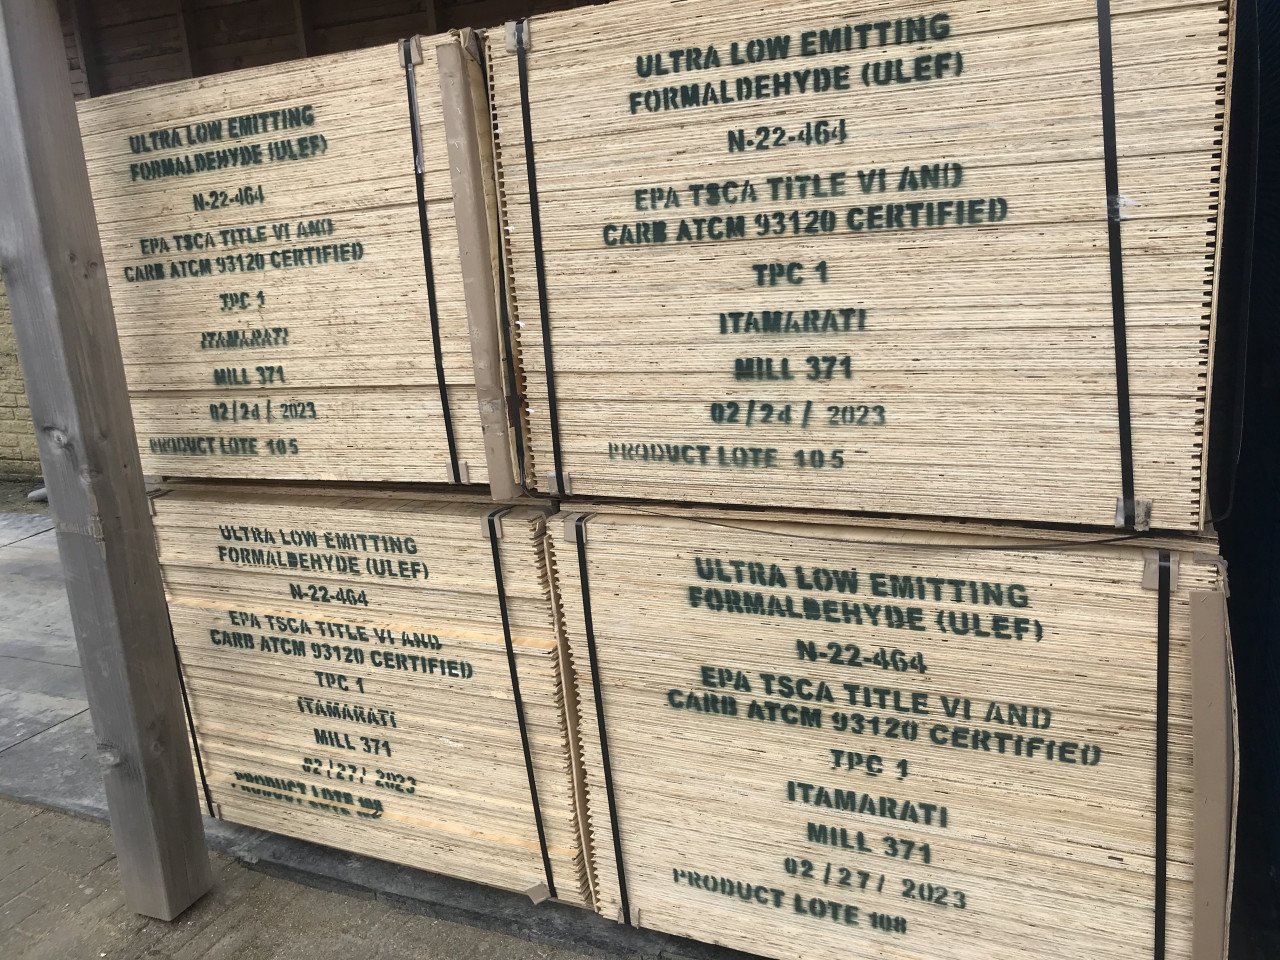 ULTRA LOW EMITTING
FORMALDEHYDE (ULEF)
N-22-464
EPA TSCA TITLE VI AND
CARB ATCM 93120 CERTIFIED
TPC 1
ITAMARATI
MILL 371
02/24/ 2023
PRODUCT LOTE 105
ULTRA LOW EMITTING
FORMALDEHYDE (ULEF)
N-22-464
EPA TSCA TITLE VI AND
CARB ATCM 93120 CERTIFIED
TPC 1
ITAMARATI
MILL 371
02/24/ 2023
PRODUCT LOTE 105
ULTRA LOW EMITTING
FORMALDEHYDE (ULEF)
N-22-464
EPA TSCA TITLE VI AND
CARB ATCM 93120 CERTIFIED
TPC 1
ITAMARATI
MILL 371
02/27/ 2023
PRODUCT LOTE 108
ULTRA LOW EMITTING
FORMALDEHYDE (ULEF)
N-22-464
EPA TSCA TITLE VI AND
CARB ATCM 93120 CERTIFIED
TPC 1
ITAMARATI
MILL 371
02/27/ 2023
PRODUCT LOTE 108